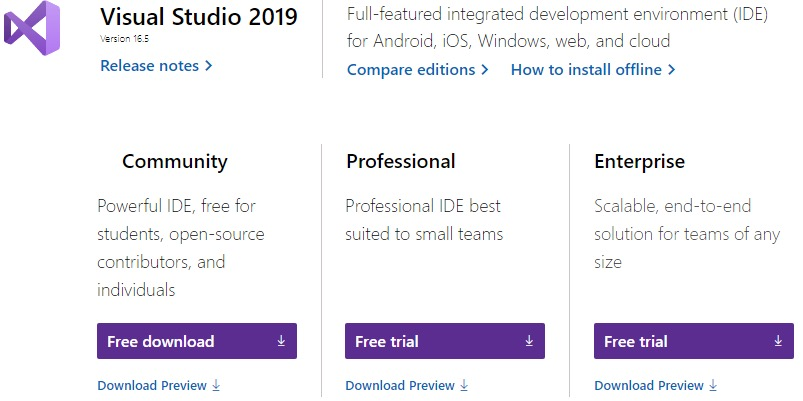 Visual Studio 2019
Version 16.5
Release notes
Full-featured integrated development environment (IDE)
for Android, iOS, Windows, web, and cloud
Compare editions
How to install offline
Community
Powerful IDE, free for
students, open-source
contributors, and
individuals
Free download
Download Preview
Professional
Professional IDE best
suited to small teams
Free trial
Download Preview
Enterprise
Scalable, end-to-end
solution for teams of any
size
Free trial
Download Preview